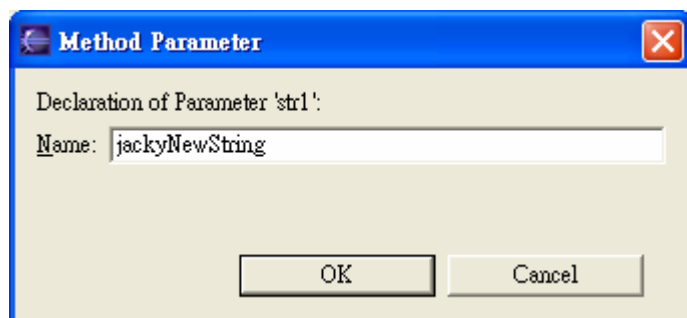 Method Parameter
Declaration of Parameter 'str1':
Name: jackyNewString
OK Cancel